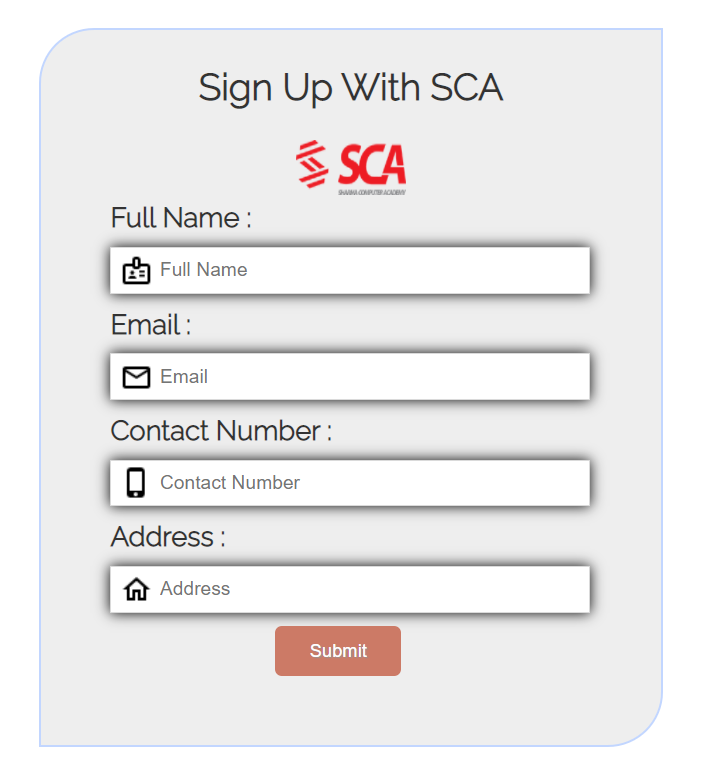 Sign Up With SCA
SCA
SHARMA COMPUTER ACADEMY
Full Name :
Full Name
Email :
Email
Contact Number :
Contact Number
Address :
Address
Submit